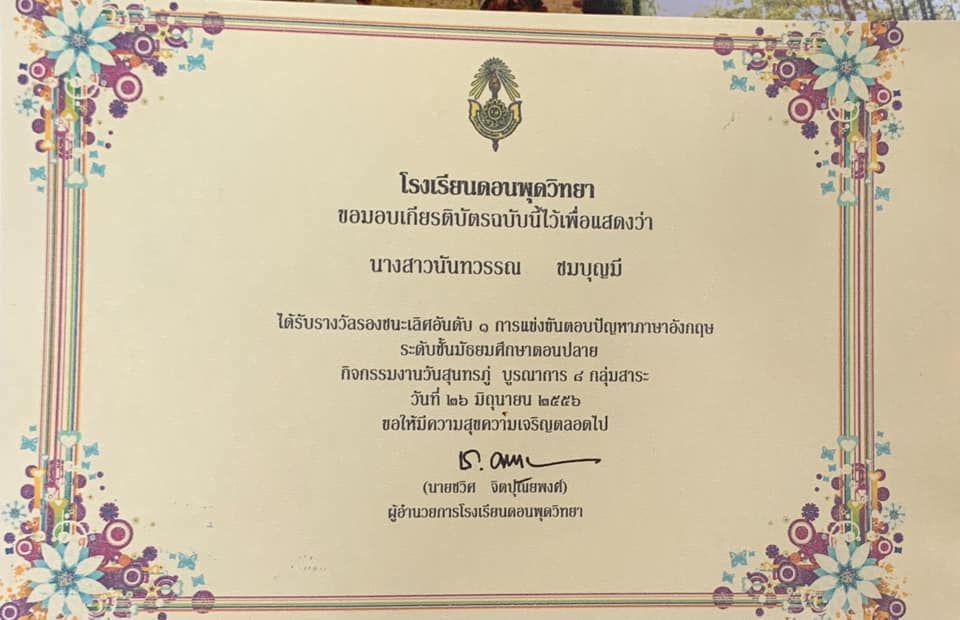 โรงเรียนดอนพุดวิทยา
ขอมอบเกียรติบัตรฉบับนี้ไว้เพื่อแสดงว่า
นางสาวนันทวรรณ ชมบุญมี
ได้รับรางวัลรองชนะเลิศอันดับ ๑ การแข่งขันตอบปัญหาภาษาอังกฤษ
ระดับชั้นมัธยมศึกษาตอนปลาย
กิจกรรมงานวันสุนทรภู่ บูรณาการ ๘ กลุ่มสาระ
วันที่ ๒๖ มิถุนายน ๒๕๕๖
ขอให้มีความสุขความเจริญตลอดไป
(นายชวิศ จิตปุณยพงศ์)
ผู้อำนวยการโรงเรียนดอนพุดวิทยา